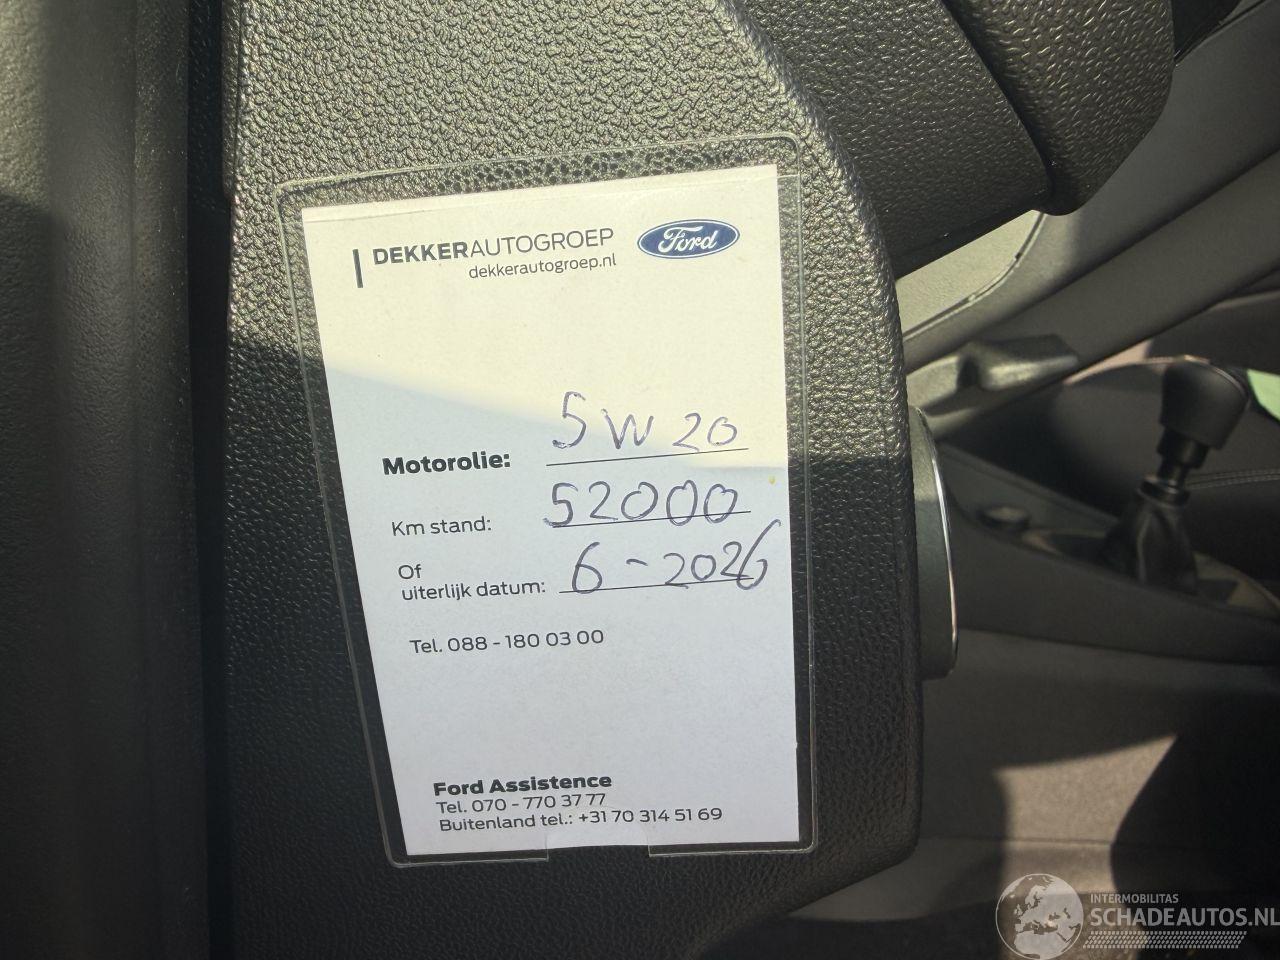 DEKKERAUTOGROEP
dekkerautogroep.nl
Ford
Motorolie: 5W20
Km stand: 52000
Of
uiterlijk datum: 6-2026
Tel. 088 - 180 03 00
Ford Assistence
Tel. 070 - 770 37 77
Buitenland tel.: +31 70 314 51 69
INTERMOBILITAS
SCHADEAUTOS.NL